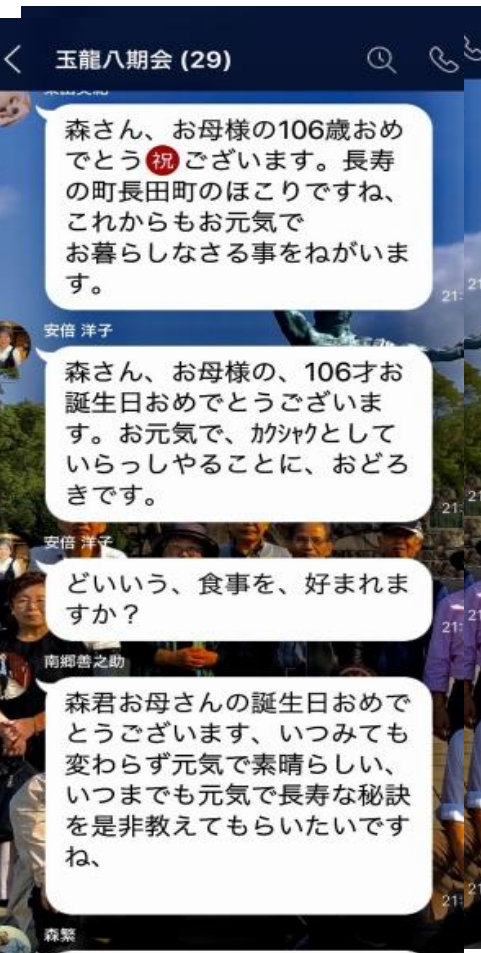 玉龍八期会 (29)
森さん、お母様の106歳おめ
でとう㊗ございます。長寿
の町長田町のほこりですね、
これからもお元気で
お暮らしなさる事をねがいま
す。
21:
21
安倍 洋子
森さん、お母様の、106才お
誕生日おめでとうございま
す。お元気で、カクシャクとして
いらっしやることに、おどろ
きです。
21:
21
安倍 洋子
どいいう、食事を、好まれま
すか？
21:
21
南郷善之助
森君お母さんの誕生日おめで
とうございます、いつみても
変わらず元気で素晴らしい、
いつまでも元気で長寿な秘訣
を是非教えてもらいたいです
ね、
21:
21
森繁